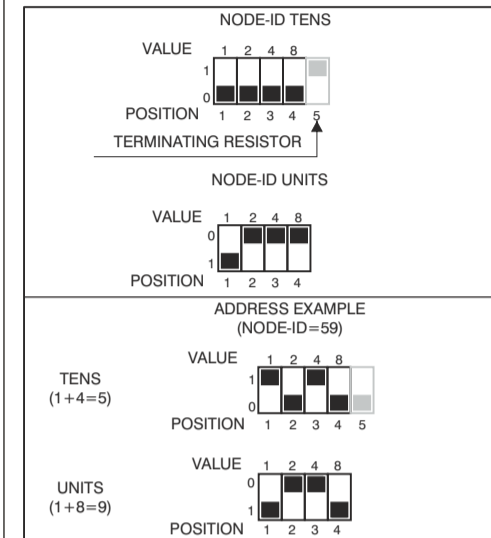 NODE-ID TENS
VALUE 1 2 4 8
1
0
POSITION 1 2 3 4 5
TERMINATING RESISTOR
NODE-ID UNITS
VALUE 1 2 4 8
0
1
POSITION 1 2 3 4
ADDRESS EXAMPLE
(NODE-ID=59)
VALUE 1 2 4 8
TENS
(1+4=5)
1
0
POSITION 1 2 3 4 5
VALUE 1 2 4 8
UNITS
(1+8=9)
0
1
POSITION 1 2 3 4